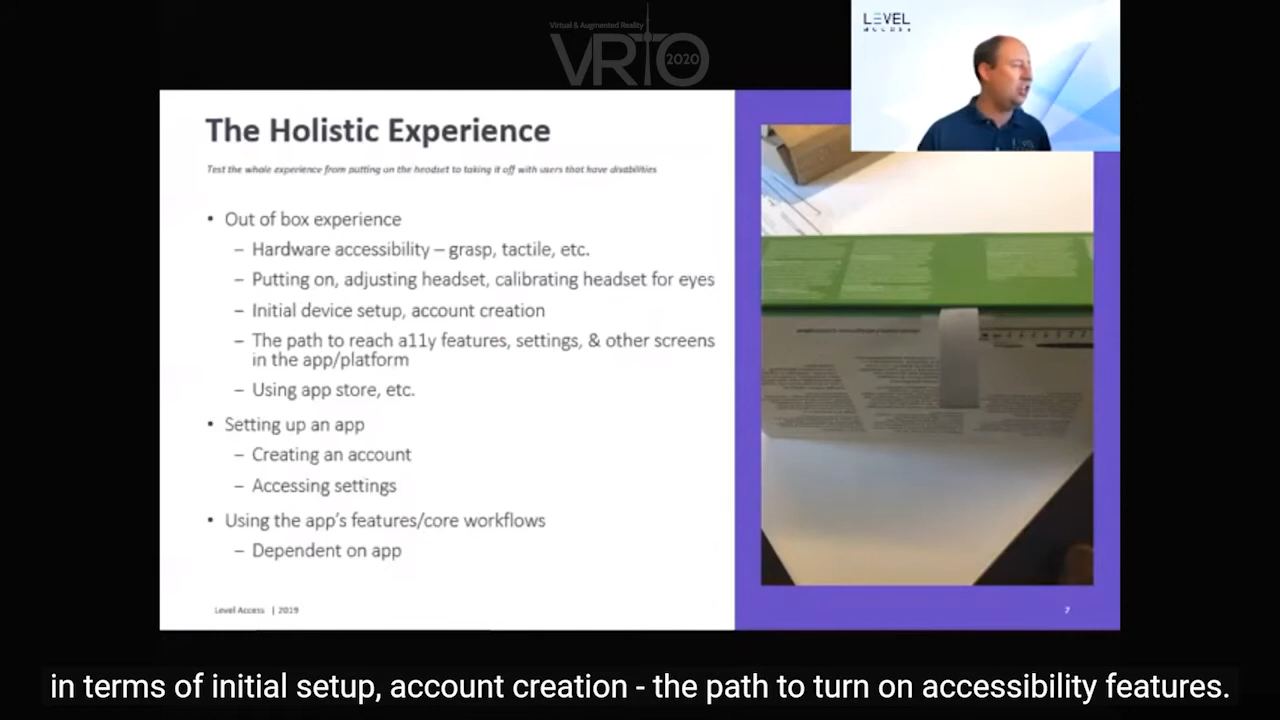 Virtual & Augmented Reality
VRTO
2020
LEVEL
The Holistic Experience
Test the whole experience from putting on the headset to taking it off with users that have disabilities
• Out of box experience
– Hardware accessibility – grasp, tactile, etc.
– Putting on, adjusting headset, calibrating headset for eyes
– Initial device setup, account creation
– The path to reach a11y features, settings, & other screens
in the app/platform
– Using app store, etc.
• Setting up an app
– Creating an account
– Accessing settings
• Using the app's features/core workflows
– Dependent on app
Level Access | 2019
7
in terms of initial setup, account creation - the path to turn on accessibility features.